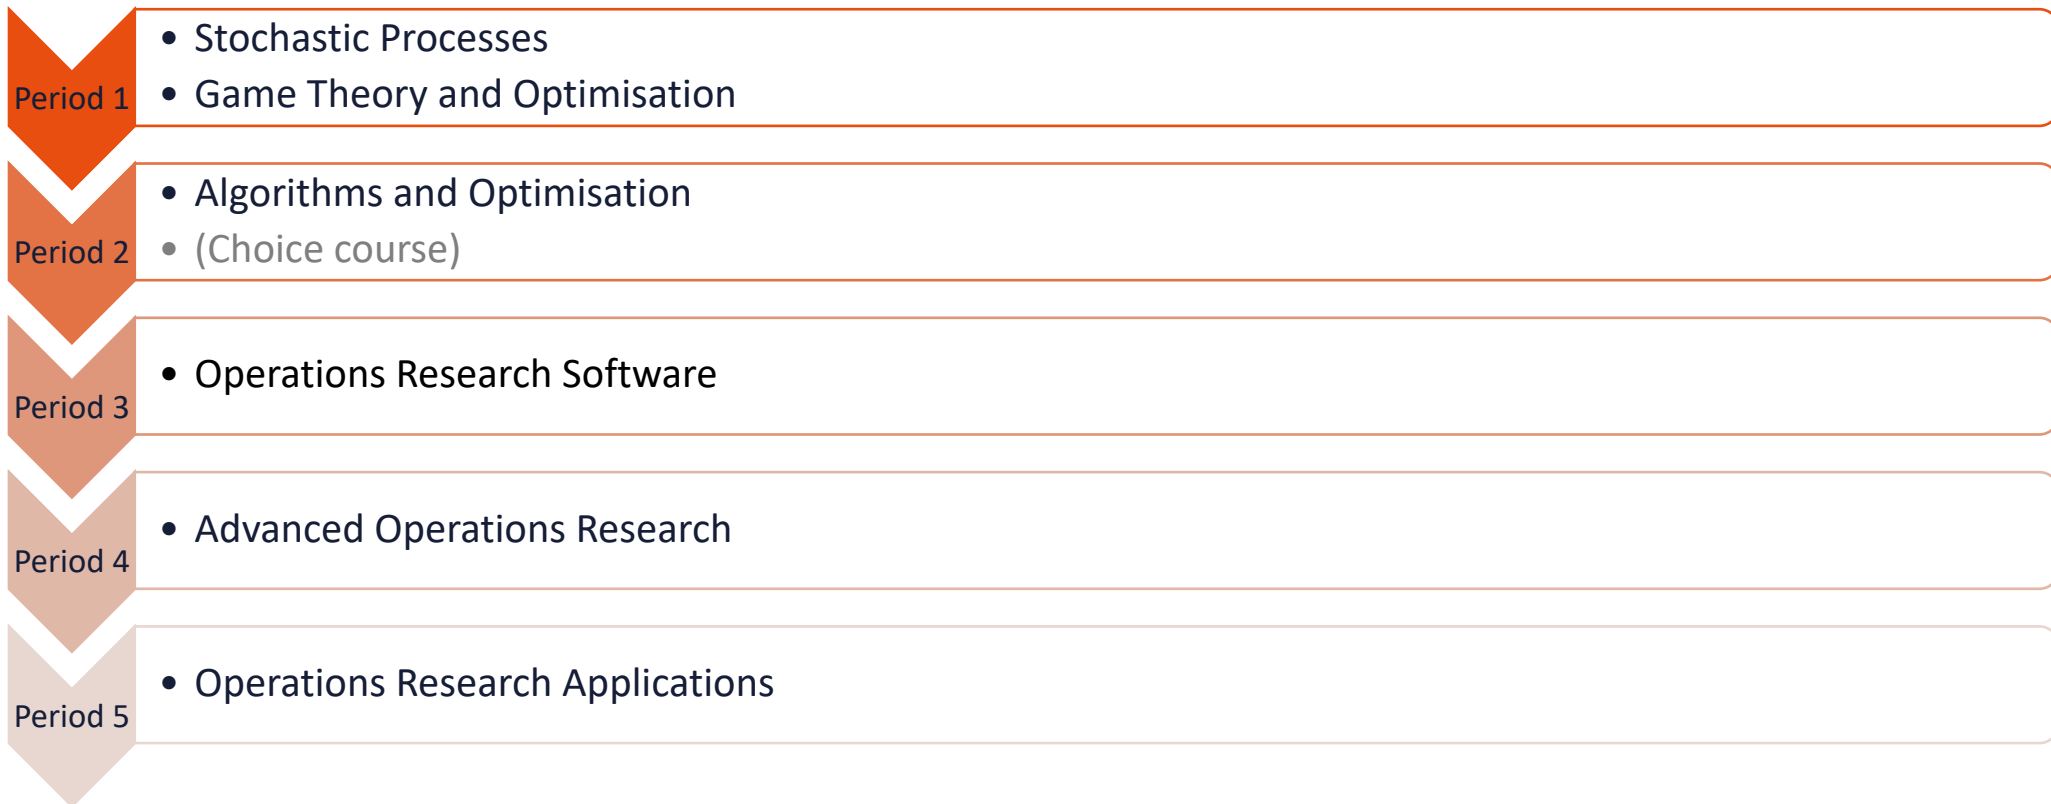 Period 1
• Stochastic Processes
• Game Theory and Optimisation
Period 2
• Algorithms and Optimisation
• (Choice course)
Period 3
• Operations Research Software
Period 4
• Advanced Operations Research
Period 5
• Operations Research Applications